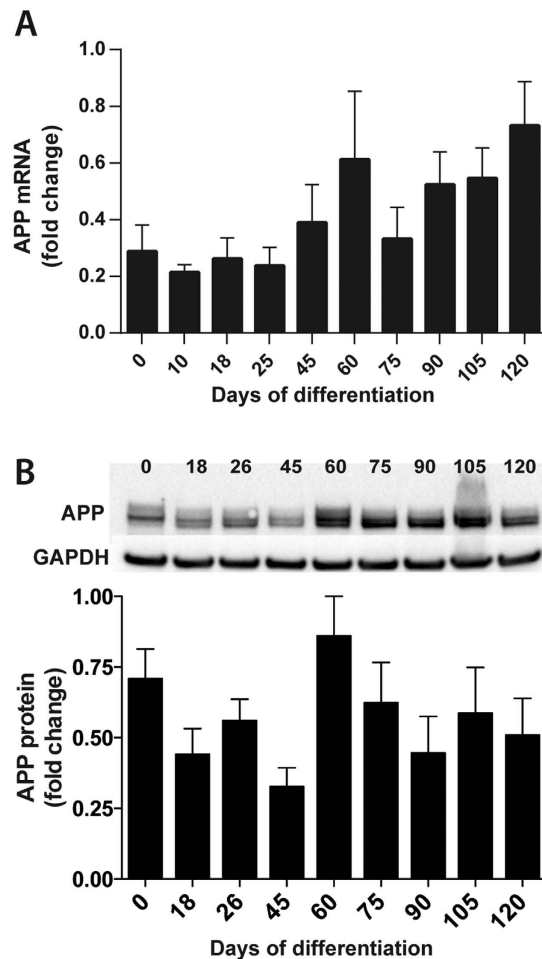 A
APP mRNA
(fold change)
1.0
0.8
0.6
0.4
0.2
0.0
0 10 18 25 45 60 75 90 105 120
Days of differentiation
B
0 18 26 45 60 75 90 105 120
APP
GAPDH
APP protein
(fold change)
1.00
0.75
0.50
0.25
0.00
0 18 26 45 60 75 90 105 120
Days of differentiation